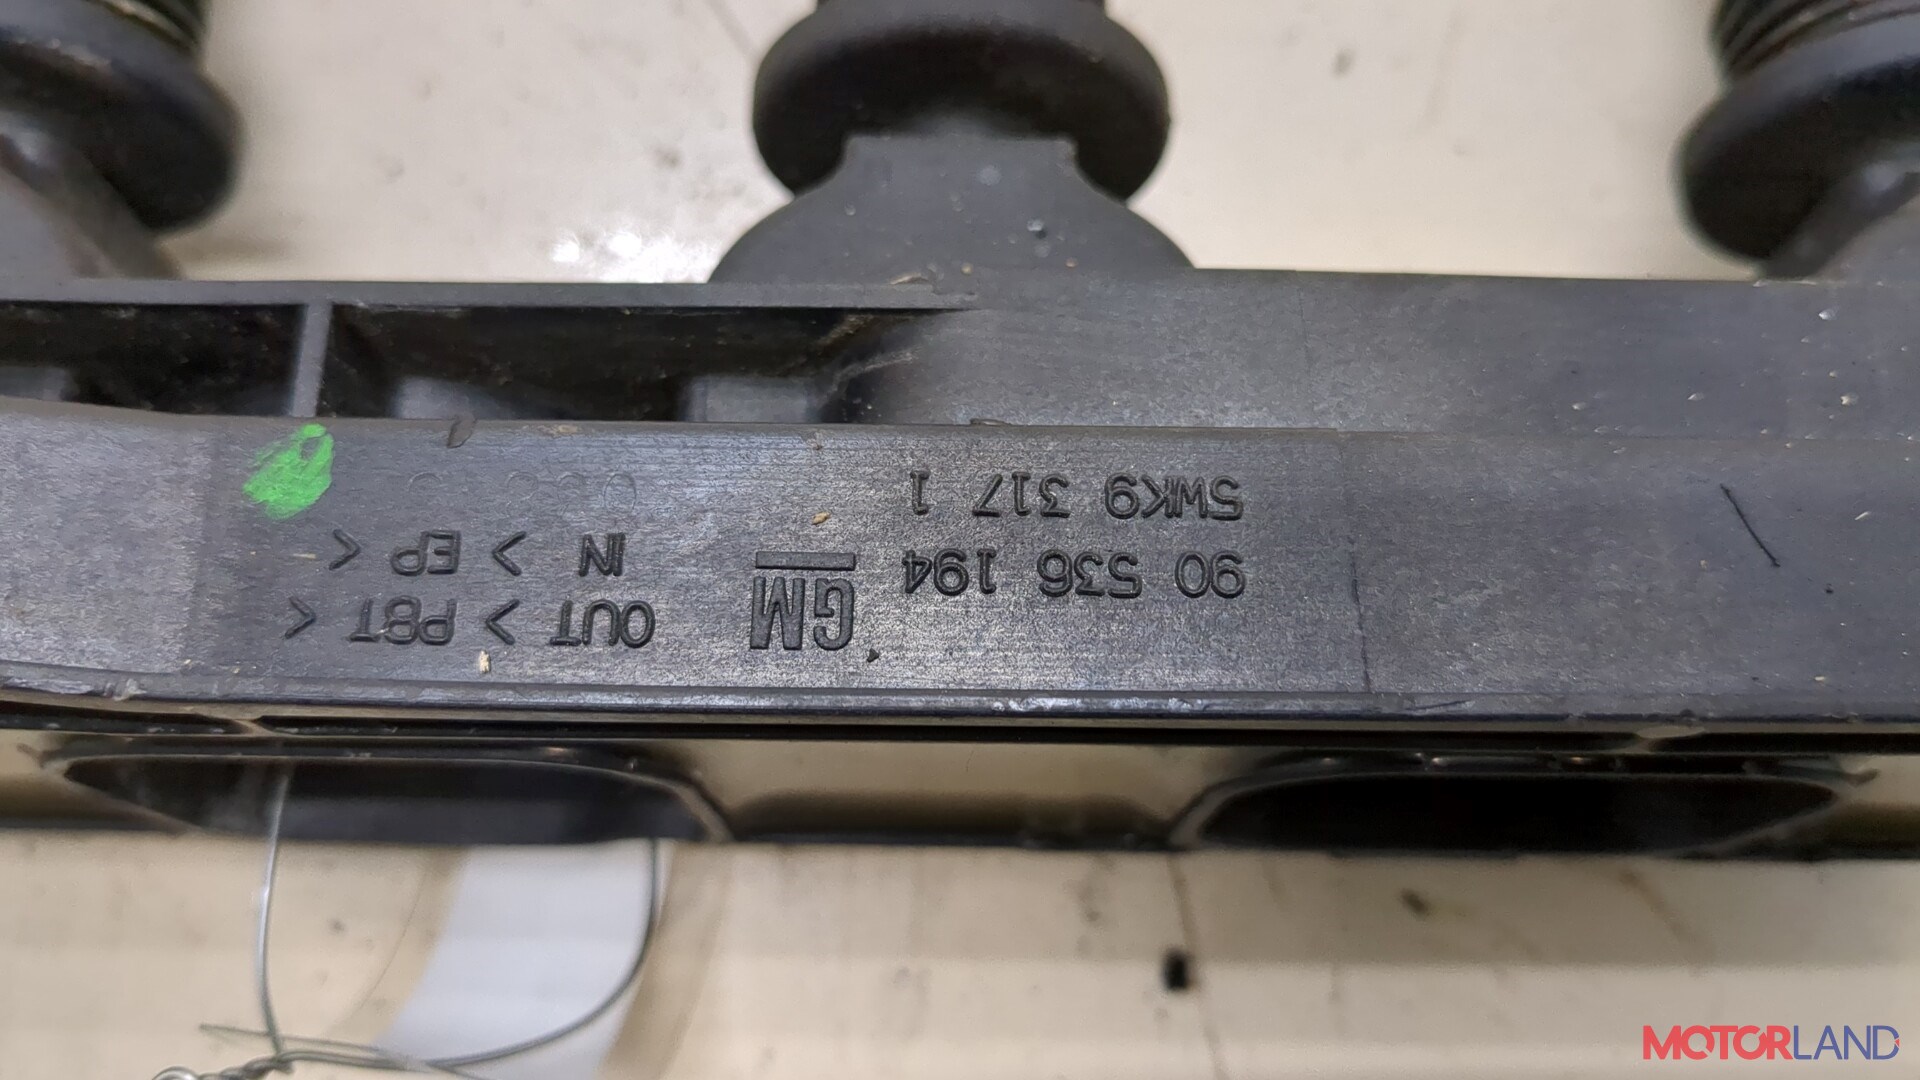 90 536 194
5WK9 317 1
GM
OUT > PBT <
IN > EP <
MOTORLAND